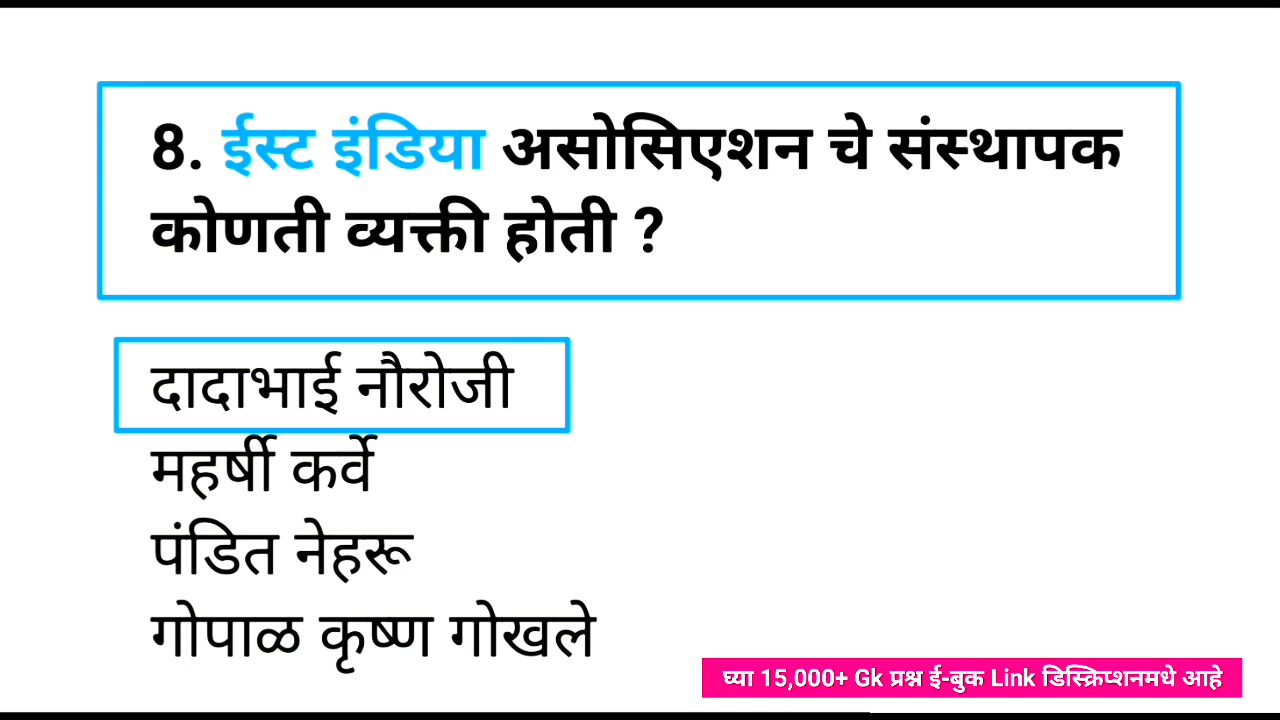 8. ईस्ट इंडिया असोसिएशन चे संस्थापक
कोणती व्यक्ती होती ?
दादाभाई नौरोजी
महर्षी कर्वे
पंडित नेहरू
गोपाळ कृष्ण गोखले
घ्या 15,000+ Gk प्रश्न ई-बुक Link डिस्क्रिप्शनमधे आहे